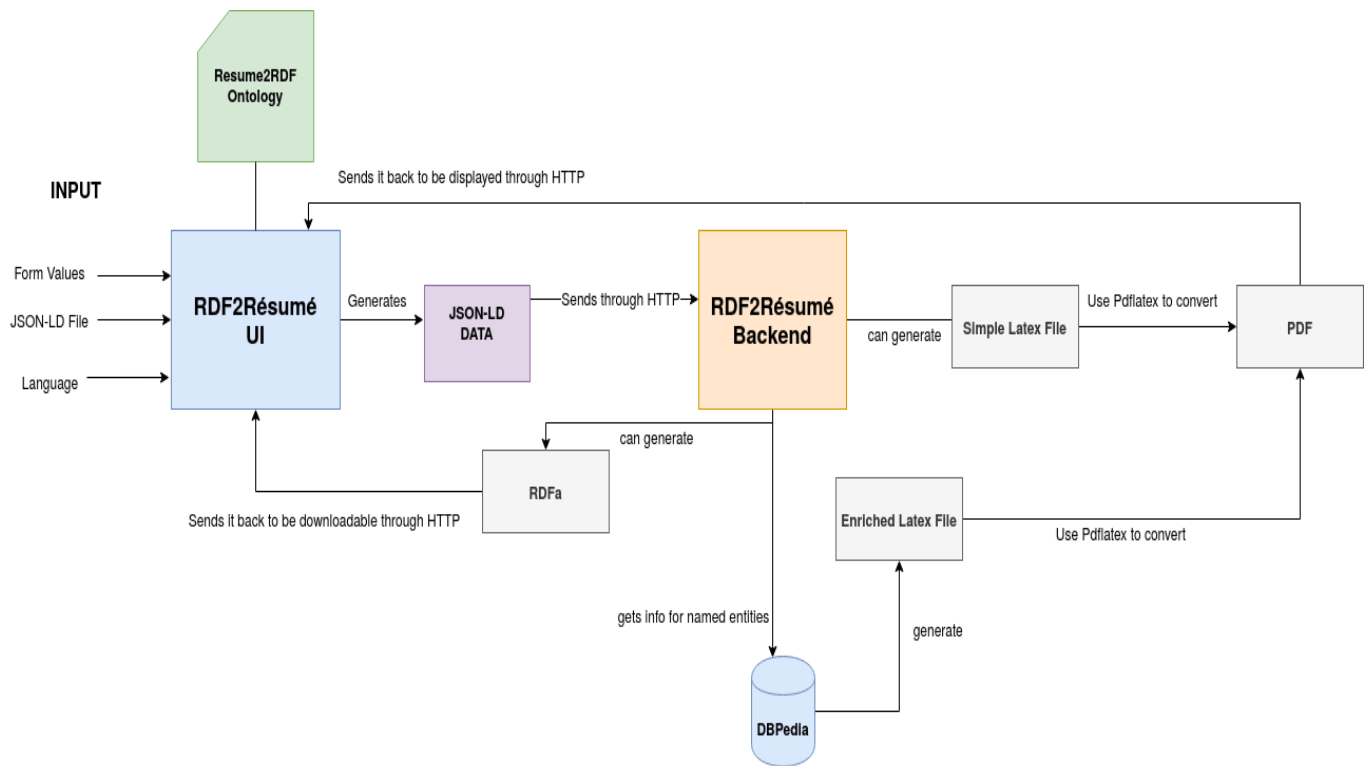 Resume2RDF
Ontology
Sends it back to be displayed through HTTP
INPUT
Form Values
JSON-LD File
Language
RDF2Résumé
UI
Generates
JSON-LD
DATA
Sends through HTTP
RDF2Résumé
Backend
can generate
Simple Latex File
Use Pdflatex to convert
PDF
can generate
RDFa
Sends it back to be downloadable through HTTP
Enriched Latex File
Use Pdflatex to convert
gets info for named entities
generate
DBPedia